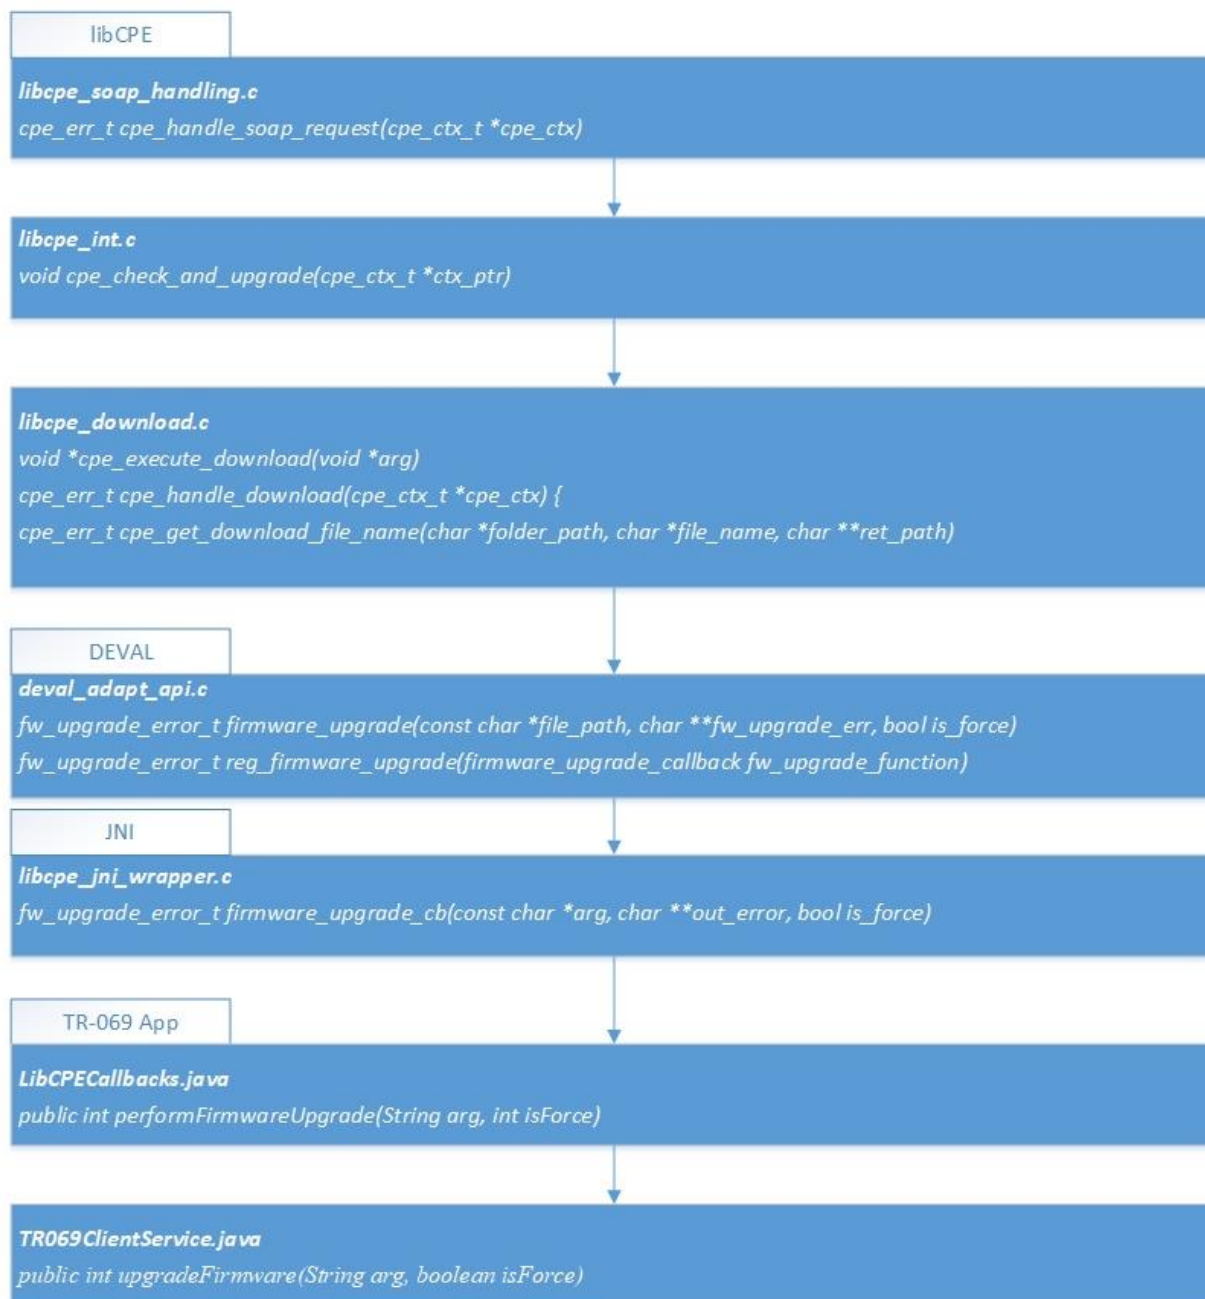 libCPE
libcpe_soap_handling.c
cpe_err_t cpe_handle_soap_request(cpe_ctx_t *cpe_ctx)
libcpe_int.c
void cpe_check_and_upgrade(cpe_ctx_t *ctx_ptr)
libcpe_download.c
void *cpe_execute_download(void *arg)
cpe_err_t cpe_handle_download(cpe_ctx_t *cpe_ctx) {
cpe_err_t cpe_get_download_file_name(char *folder_path, char *file_name, char **ret_path)
DEVAL
deval_adapt_api.c
fw_upgrade_error_t firmware_upgrade(const char *file_path, char **fw_upgrade_err, bool is_force)
fw_upgrade_error_t reg_firmware_upgrade(firmware_upgrade_callback fw_upgrade_function)
JNI
libcpe_jni_wrapper.c
fw_upgrade_error_t firmware_upgrade_cb(const char *arg, char **out_error, bool is_force)
TR-069 App
LibCPECallbacks.java
public int performFirmwareUpgrade(String arg, int isForce)
TR069ClientService.java
public int upgradeFirmware(String arg, boolean isForce)